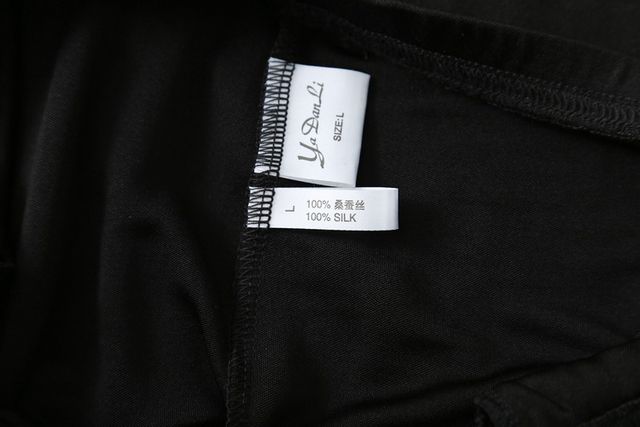 Ya Dan Li
SIZE:L
L
100% 桑蚕丝
100% SILK